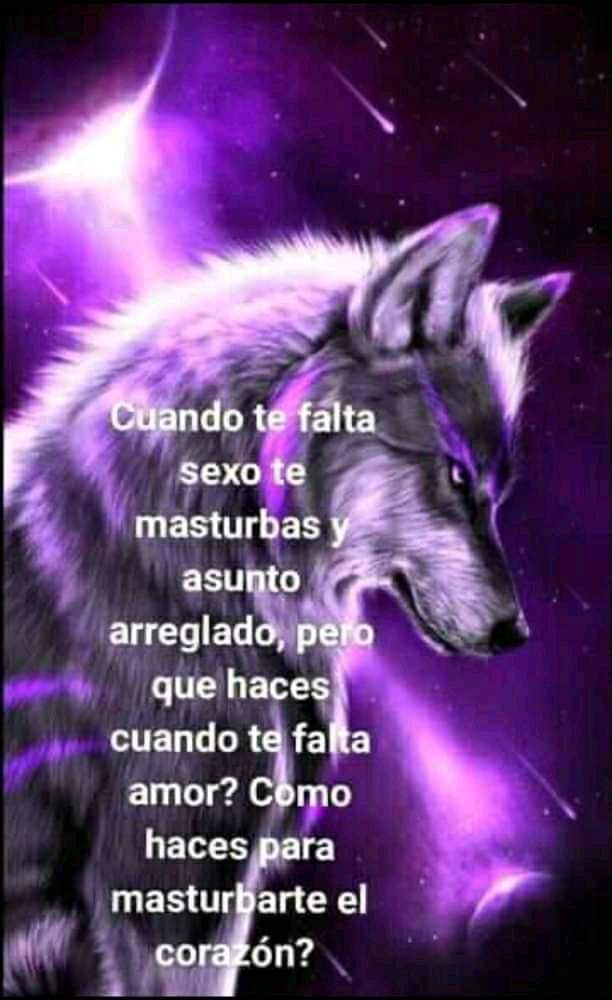 Cuando te falta
sexo te
masturbas y
asunto
arreglado, pero
que haces
cuando te falta
amor? Como
haces para
masturbarte el
corazón?